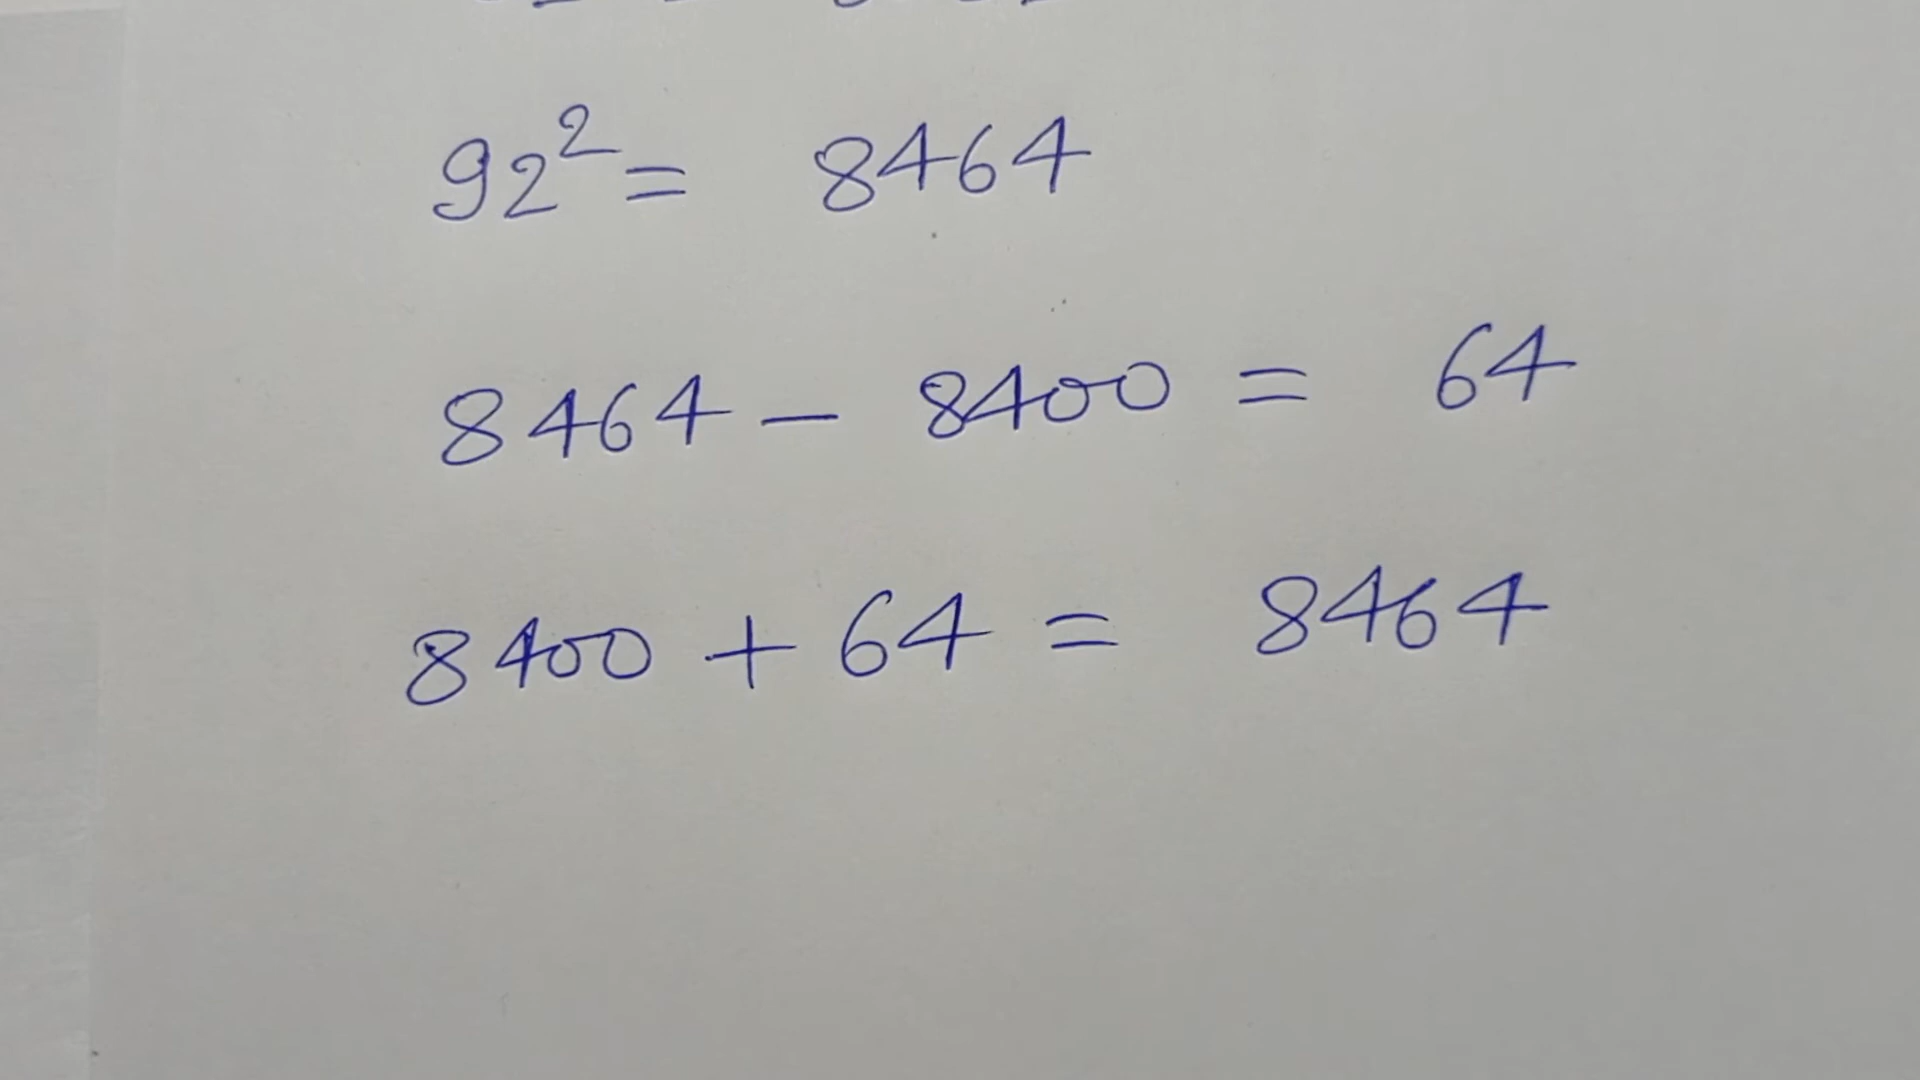 92² = 8464
8464 - 8400 = 64
8400 + 64 = 8464